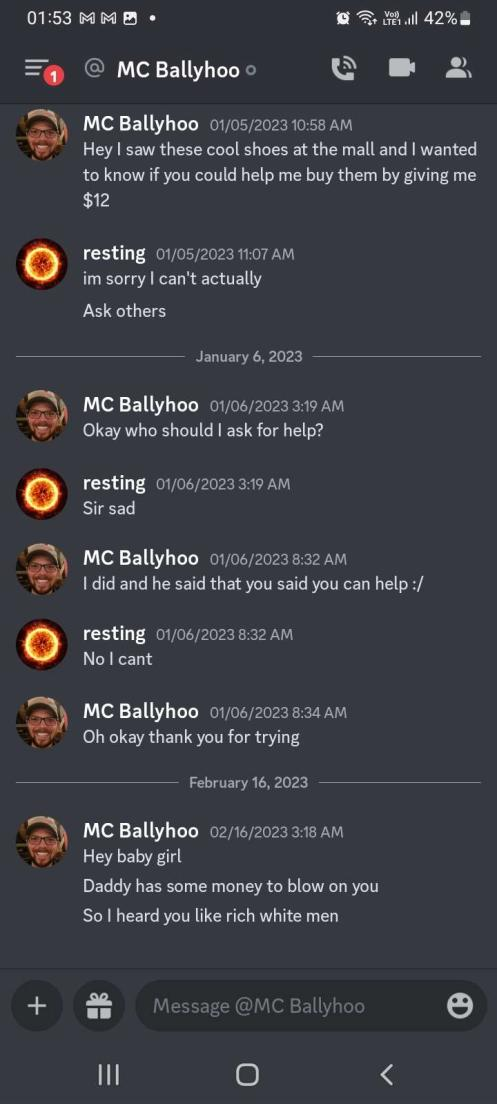 01:53 Vo)) LTE1 42%
1 @ MC Ballyhoo
MC Ballyhoo 01/05/2023 10:58 AM
Hey I saw these cool shoes at the mall and I wanted
to know if you could help me buy them by giving me
$12
resting 01/05/2023 11:07 AM
im sorry I can't actually
Ask others
January 6, 2023
MC Ballyhoo 01/06/2023 3:19 AM
Okay who should I ask for help?
resting 01/06/2023 3:19 AM
Sir sad
MC Ballyhoo 01/06/2023 8:32 AM
I did and he said that you said you can help :/
resting 01/06/2023 8:32 AM
No I cant
MC Ballyhoo 01/06/2023 8:34 AM
Oh okay thank you for trying
February 16, 2023
MC Ballyhoo 02/16/2023 3:18 AM
Hey baby girl
Daddy has some money to blow on you
So I heard you like rich white men
Message @MC Ballyhoo